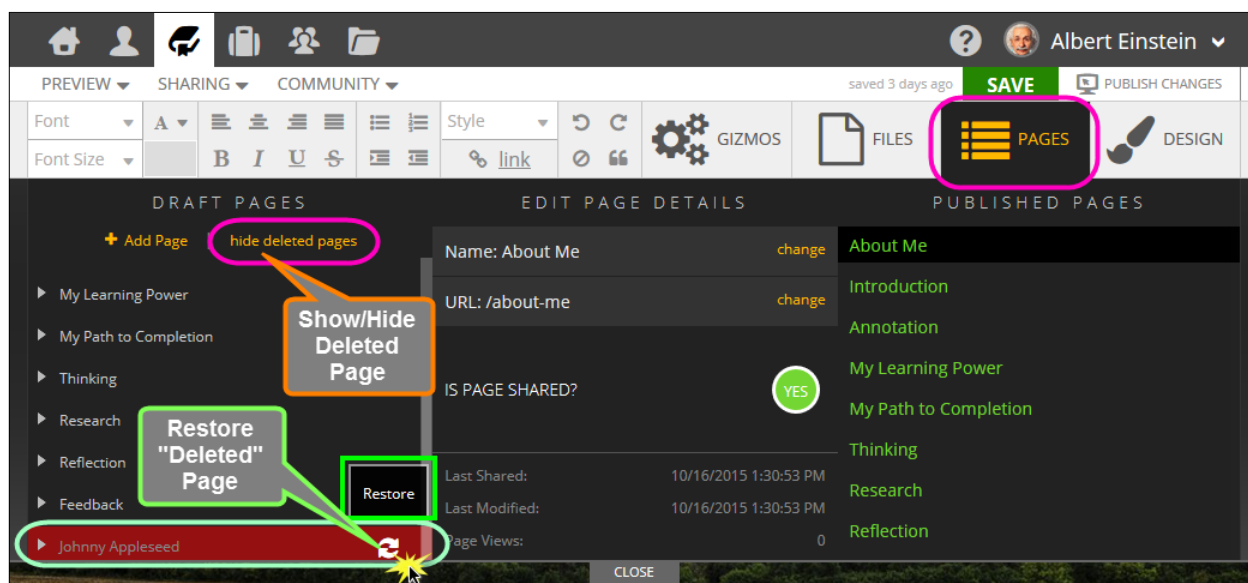 Albert Einstein
PREVIEW SHARING COMMUNITY saved 3 days ago SAVE PUBLISH CHANGES
Font A Style GIZMOS FILES PAGES DESIGN
Font Size B I U S link
DRAFT PAGES
+ Add Page hide deleted pages
My Learning Power
My Path to Completion
Thinking
Research
Reflection
Feedback
Johnny Appleseed
Show/Hide
Deleted
Page
Restore
"Deleted"
Page
Restore
EDIT PAGE DETAILS
Name: About Me change
URL: /about-me change
IS PAGE SHARED? YES
Last Shared: 10/16/2015 1:30:53 PM
Last Modified: 10/16/2015 1:30:53 PM
Page Views: 0
PUBLISHED PAGES
About Me
Introduction
Annotation
My Learning Power
My Path to Completion
Thinking
Research
Reflection
CLOSE